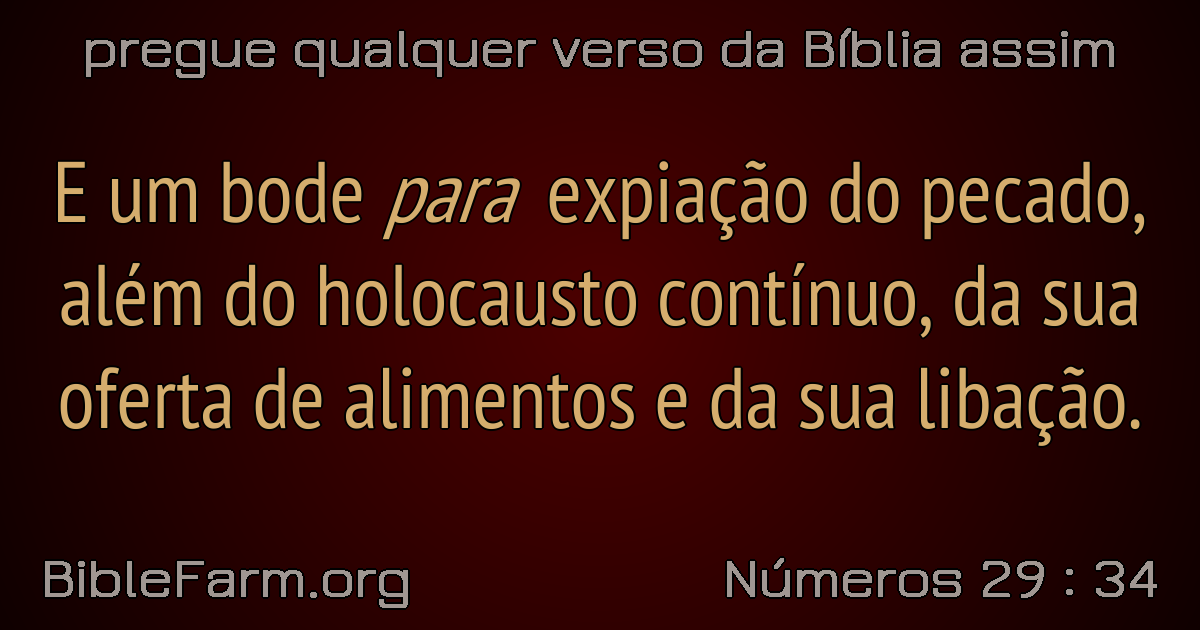 pregue qualquer verso da Bíblia assim
E um bode para expiação do pecado,
além do holocausto contínuo, da sua
oferta de alimentos e da sua libação.
BibleFarm.org
Números 29 : 34